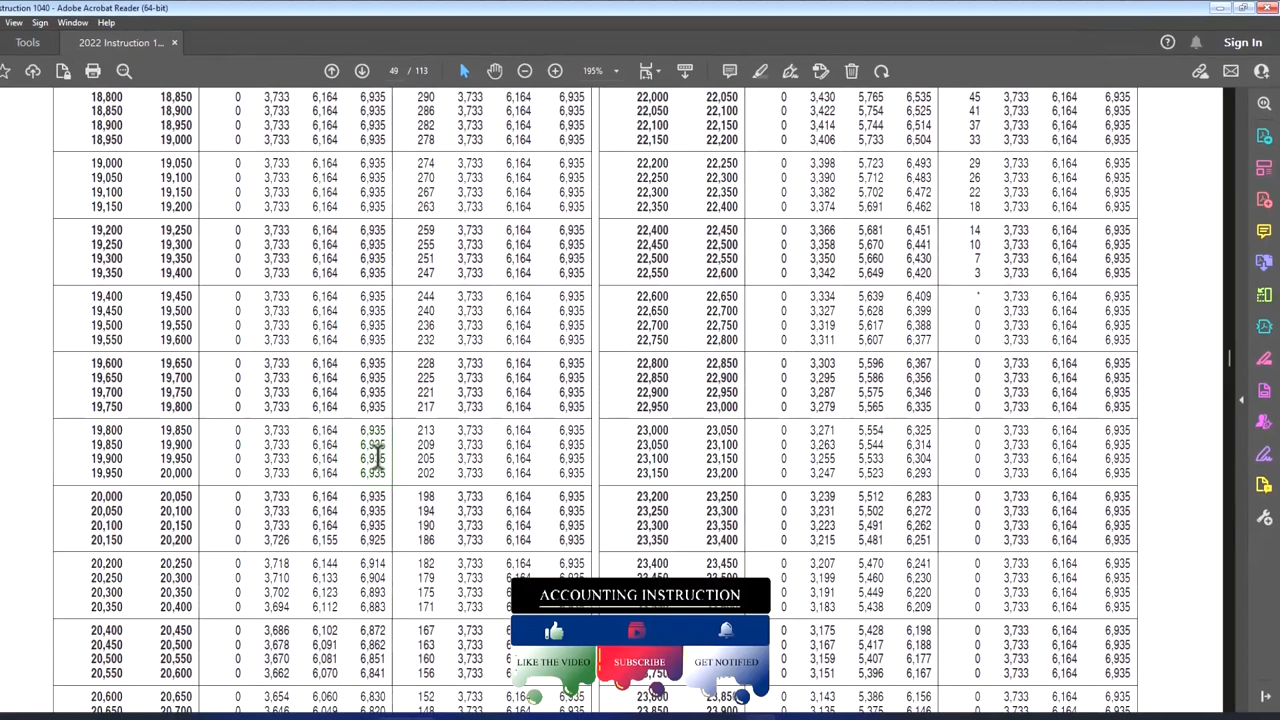 struction 1040 - Adobe Acrobat Reader (64-bit)
View Sign Window Help
Tools 2022 Instruction 1... × Sign In
49 / 113 195%
18,800 18,850 0 3,733 6,164 6,935 290 3,733 6,164 6,935 22,000 22,050 0 3,430 5,765 6,535 45 3,733 6,164 6,935
18,850 18,900 0 3,733 6,164 6,935 286 3,733 6,164 6,935 22,050 22,100 0 3,422 5,754 6,525 41 3,733 6,164 6,935
18,900 18,950 0 3,733 6,164 6,935 282 3,733 6,164 6,935 22,100 22,150 0 3,414 5,744 6,514 37 3,733 6,164 6,935
18,950 19,000 0 3,733 6,164 6,935 278 3,733 6,164 6,935 22,150 22,200 0 3,406 5,733 6,504 33 3,733 6,164 6,935
19,000 19,050 0 3,733 6,164 6,935 274 3,733 6,164 6,935 22,200 22,250 0 3,398 5,723 6,493 29 3,733 6,164 6,935
19,050 19,100 0 3,733 6,164 6,935 270 3,733 6,164 6,935 22,250 22,300 0 3,390 5,712 6,483 26 3,733 6,164 6,935
19,100 19,150 0 3,733 6,164 6,935 267 3,733 6,164 6,935 22,300 22,350 0 3,382 5,702 6,472 22 3,733 6,164 6,935
19,150 19,200 0 3,733 6,164 6,935 263 3,733 6,164 6,935 22,350 22,400 0 3,374 5,691 6,462 18 3,733 6,164 6,935
19,200 19,250 0 3,733 6,164 6,935 259 3,733 6,164 6,935 22,400 22,450 0 3,366 5,681 6,451 14 3,733 6,164 6,935
19,250 19,300 0 3,733 6,164 6,935 255 3,733 6,164 6,935 22,450 22,500 0 3,358 5,670 6,441 10 3,733 6,164 6,935
19,300 19,350 0 3,733 6,164 6,935 251 3,733 6,164 6,935 22,500 22,550 0 3,350 5,660 6,430 7 3,733 6,164 6,935
19,350 19,400 0 3,733 6,164 6,935 247 3,733 6,164 6,935 22,550 22,600 0 3,342 5,649 6,420 3 3,733 6,164 6,935
19,400 19,450 0 3,733 6,164 6,935 244 3,733 6,164 6,935 22,600 22,650 0 3,334 5,639 6,409 * 3,733 6,164 6,935
19,450 19,500 0 3,733 6,164 6,935 240 3,733 6,164 6,935 22,650 22,700 0 3,327 5,628 6,399 0 3,733 6,164 6,935
19,500 19,550 0 3,733 6,164 6,935 236 3,733 6,164 6,935 22,700 22,750 0 3,319 5,617 6,388 0 3,733 6,164 6,935
19,550 19,600 0 3,733 6,164 6,935 232 3,733 6,164 6,935 22,750 22,800 0 3,311 5,607 6,377 0 3,733 6,164 6,935
19,600 19,650 0 3,733 6,164 6,935 228 3,733 6,164 6,935 22,800 22,850 0 3,303 5,596 6,367 0 3,733 6,164 6,935
19,650 19,700 0 3,733 6,164 6,935 225 3,733 6,164 6,935 22,850 22,900 0 3,295 5,586 6,356 0 3,733 6,164 6,935
19,700 19,750 0 3,733 6,164 6,935 221 3,733 6,164 6,935 22,900 22,950 0 3,287 5,575 6,346 0 3,733 6,164 6,935
19,750 19,800 0 3,733 6,164 6,935 217 3,733 6,164 6,935 22,950 23,000 0 3,279 5,565 6,335 0 3,733 6,164 6,935
19,800 19,850 0 3,733 6,164 6,935 213 3,733 6,164 6,935 23,000 23,050 0 3,271 5,554 6,325 0 3,733 6,164 6,935
19,850 19,900 0 3,733 6,164 6,935 209 3,733 6,164 6,935 23,050 23,100 0 3,263 5,544 6,314 0 3,733 6,164 6,935
19,900 19,950 0 3,733 6,164 6,935 205 3,733 6,164 6,935 23,100 23,150 0 3,255 5,533 6,304 0 3,733 6,164 6,935
19,950 20,000 0 3,733 6,164 6,935 202 3,733 6,164 6,935 23,150 23,200 0 3,247 5,523 6,293 0 3,733 6,164 6,935
20,000 20,050 0 3,733 6,164 6,935 198 3,733 6,164 6,935 23,200 23,250 0 3,239 5,512 6,283 0 3,733 6,164 6,935
20,050 20,100 0 3,733 6,164 6,935 194 3,733 6,164 6,935 23,250 23,300 0 3,231 5,502 6,272 0 3,733 6,164 6,935
20,100 20,150 0 3,733 6,164 6,935 190 3,733 6,164 6,935 23,300 23,350 0 3,223 5,491 6,262 0 3,733 6,164 6,935
20,150 20,200 0 3,726 6,155 6,925 186 3,733 6,164 6,935 23,350 23,400 0 3,215 5,481 6,251 0 3,733 6,164 6,935
20,200 20,250 0 3,718 6,144 6,914 182 3,733 6,164 6,935 23,400 23,450 0 3,207 5,470 6,241 0 3,733 6,164 6,935
20,250 20,300 0 3,710 6,133 6,904 179 3,733 0 3,199 5,460 6,230 0 3,733 6,164 6,935
20,300 20,350 0 3,702 6,123 6,893 175 3,733 0 3,191 5,449 6,220 0 3,733 6,164 6,935
20,350 20,400 0 3,694 6,112 6,883 171 3,733 0 3,183 5,438 6,209 0 3,733 6,164 6,935
20,400 20,450 0 3,686 6,102 6,872 167 3,733 0 3,175 5,428 6,198 0 3,733 6,164 6,935
20,450 20,500 0 3,678 6,091 6,862 163 3,733 0 3,167 5,417 6,188 0 3,733 6,164 6,935
20,500 20,550 0 3,670 6,081 6,851 160 3,733 0 3,159 5,407 6,177 0 3,733 6,164 6,935
20,550 20,600 0 3,662 6,070 6,841 156 3,733 0 3,151 5,396 6,167 0 3,733 6,164 6,935
20,600 20,650 0 3,654 6,060 6,830 152 3,733 0 3,143 5,386 6,156 0 3,733 6,164 6,935
20,650 20,700 0 3,646 6,049 6,820 148 3,733 6,164 6,935 23,850 23,900 0 3,135 5,375 6,146 0 3,733 6,164 6,935
ACCOUNTING INSTRUCTION
LIKE THE VIDEO SUBSCRIBE GET NOTIFIED